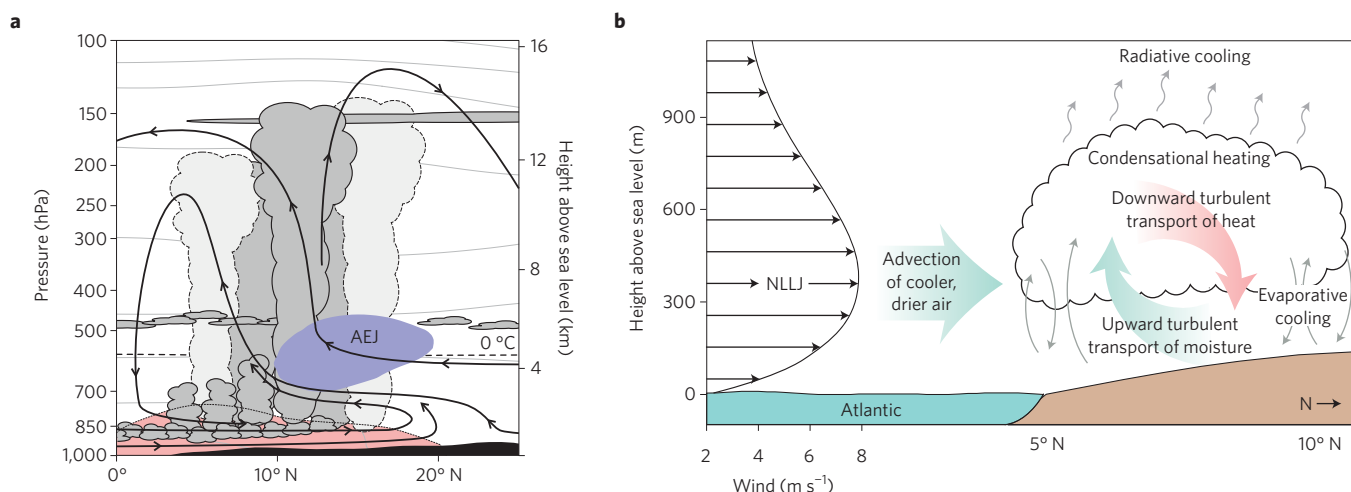 a
100
150
200
250
300
400
500
700
850
1,000
Pressure (hPa)
16
12
8
4
Height above sea level (km)
AEJ
0 °C
0°
10° N
20° N
b
900
600
300
0
Height above sea level (m)
NLLJ
Advection
of cooler,
drier air
Radiative cooling
Condensational heating
Downward turbulent
transport of heat
Upward turbulent
transport of moisture
Evaporative
cooling
Atlantic
N
2 4 6 8
Wind (m s⁻¹)
5° N
10° N